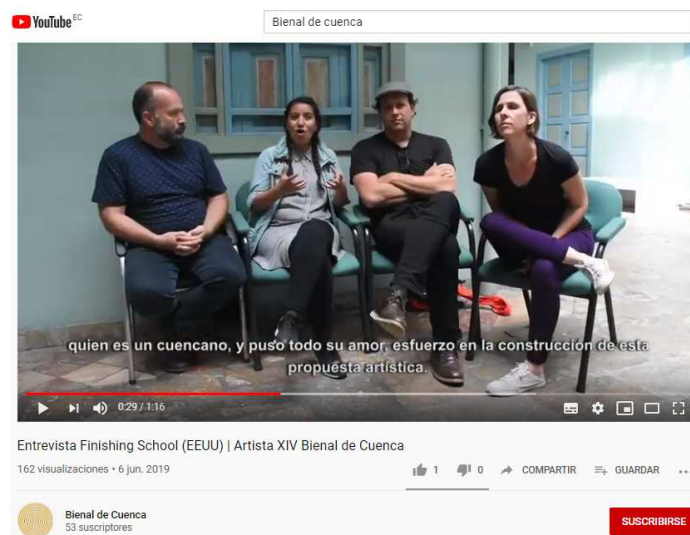 YouTube EC
Bienal de cuenca
quien es un cuencano, y puso todo su amor, esfuerzo en la construcción de esta
propuesta artística.
0:29 / 1:16
Entrevista Finishing School (EEUU) | Artista XIV Bienal de Cuenca
162 visualizaciones • 6 jun. 2019
1
0
COMPARTIR
GUARDAR
Bienal de Cuenca
53 suscriptores
SUSCRIBIRSE